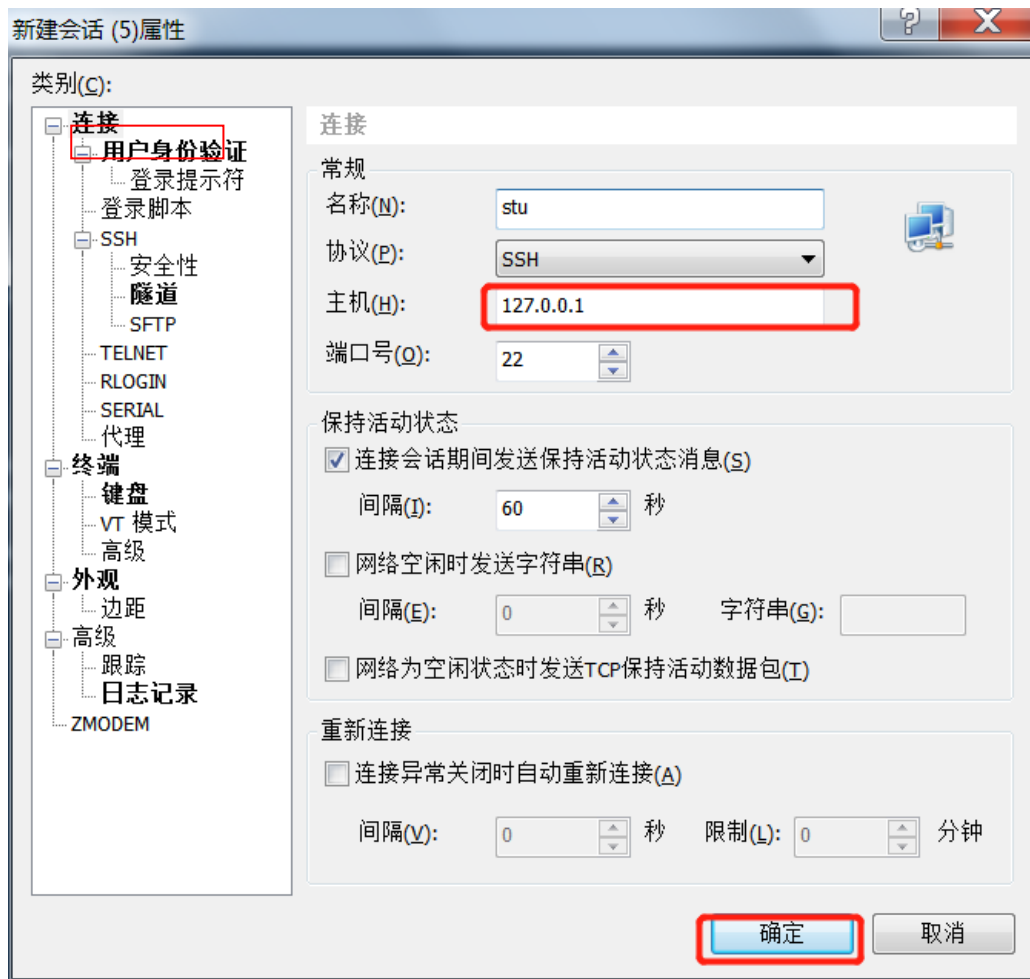 新建会话 (5)属性
类别(C):
连接
用户身份验证
登录提示符
登录脚本
SSH
安全性
隧道
SFTP
TELNET
RLOGIN
SERIAL
代理
终端
键盘
VT 模式
高级
外观
边距
高级
跟踪
日志记录
ZMODEM
连接
常规
名称(N): stu
协议(P): SSH
主机(H): 127.0.0.1
端口号(O): 22
保持活动状态
连接会话期间发送保持活动状态消息(S)
间隔(I): 60 秒
网络空闲时发送字符串(R)
间隔(E): 0 秒 字符串(G):
网络为空闲状态时发送TCP保持活动数据包(T)
重新连接
连接异常关闭时自动重新连接(A)
间隔(V): 0 秒 限制(L): 0 分钟
确定 取消